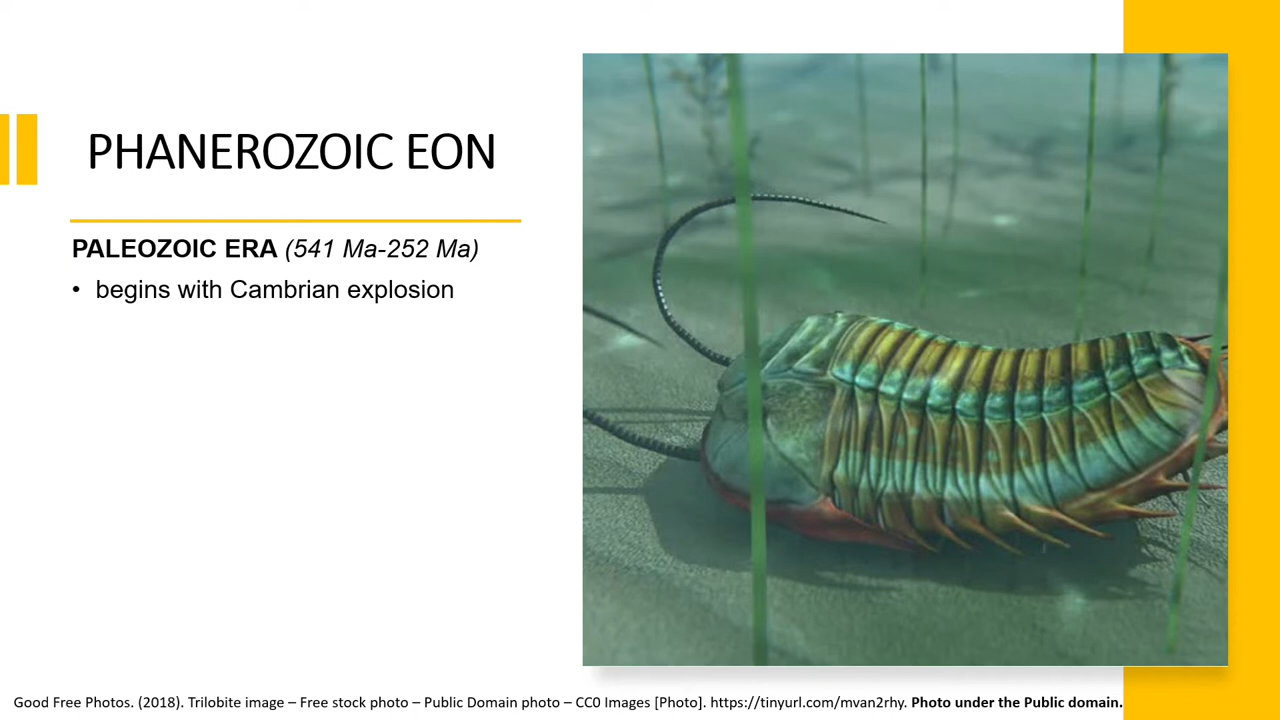 PHANEROZOIC EON
PALEOZOIC ERA (541 Ma-252 Ma)
• begins with Cambrian explosion
Good Free Photos. (2018). Trilobite image – Free stock photo – Public Domain photo – CC0 Images [Photo]. https://tinyurl.com/mvan2rhy. Photo under the Public domain.